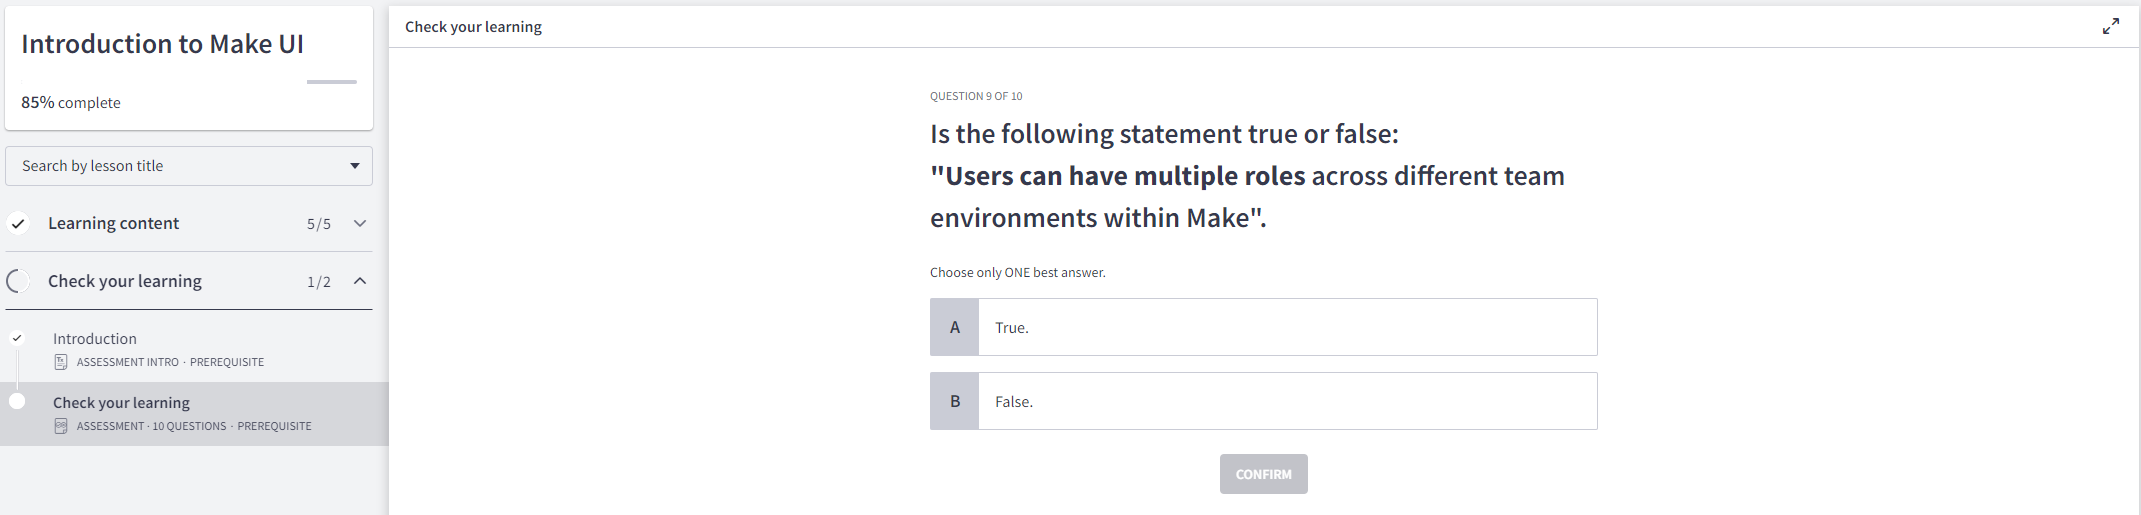 Introduction to Make UI
85% complete
Search by lesson title
Learning content 5/5
Check your learning 1/2
Introduction
ASSESSMENT INTRO · PREREQUISITE
Check your learning
ASSESSMENT · 10 QUESTIONS · PREREQUISITE
Check your learning
QUESTION 9 OF 10
Is the following statement true or false:
"Users can have multiple roles across different team
environments within Make".
Choose only ONE best answer.
A True.
B False.
CONFIRM